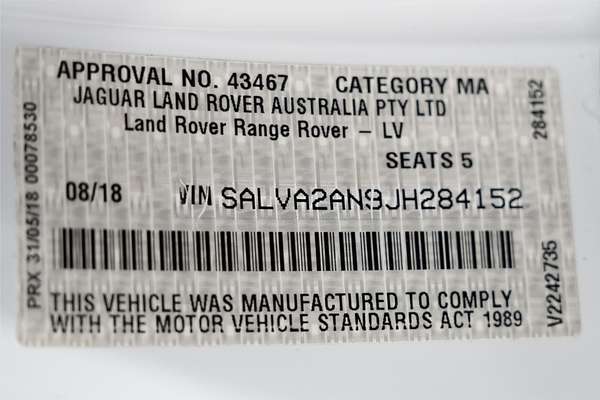 APPROVAL NO. 43467 CATEGORY MA
JAGUAR LAND ROVER AUSTRALIA PTY LTD
Land Rover Range Rover – LV
SEATS 5
08/18 VIN SALVA2AN9JH284152
THIS VEHICLE WAS MANUFACTURED TO COMPLY
WITH THE MOTOR VEHICLE STANDARDS ACT 1989
PRX 31/05/18 00078530
284152
V2242735